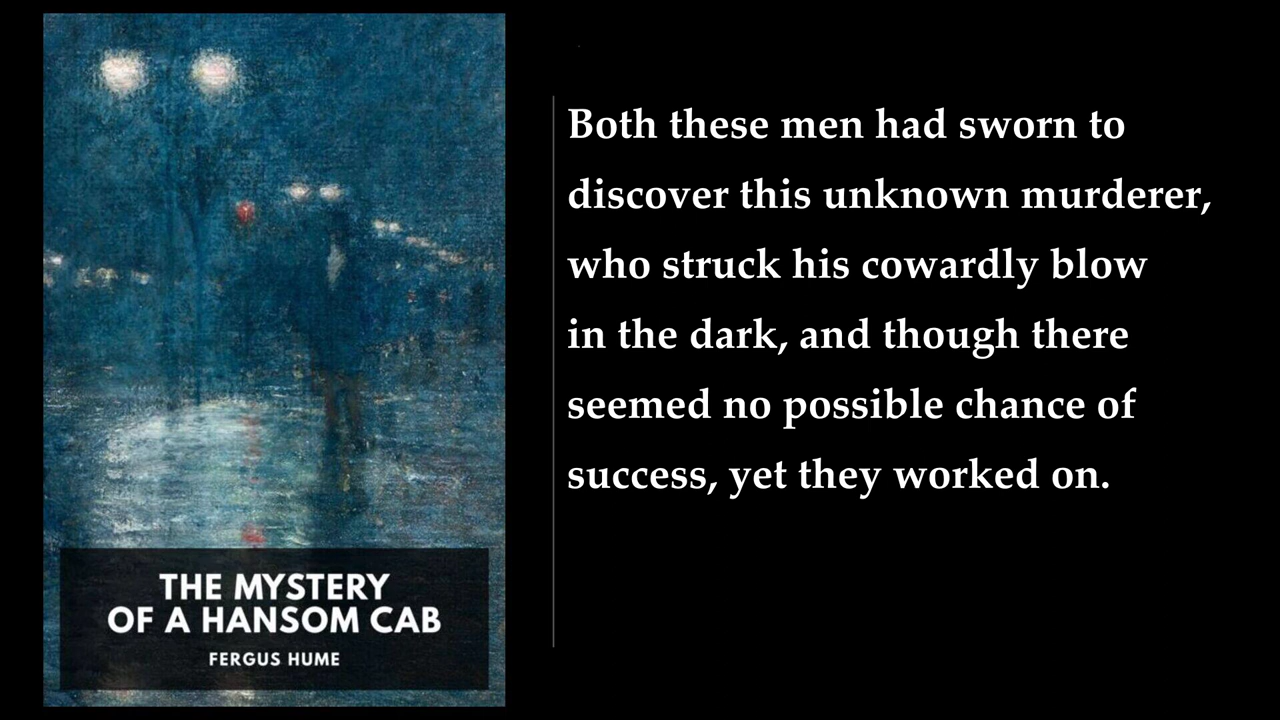 THE MYSTERY
OF A HANSOM CAB
FERGUS HUME
Both these men had sworn to
discover this unknown murderer,
who struck his cowardly blow
in the dark, and though there
seemed no possible chance of
success, yet they worked on.